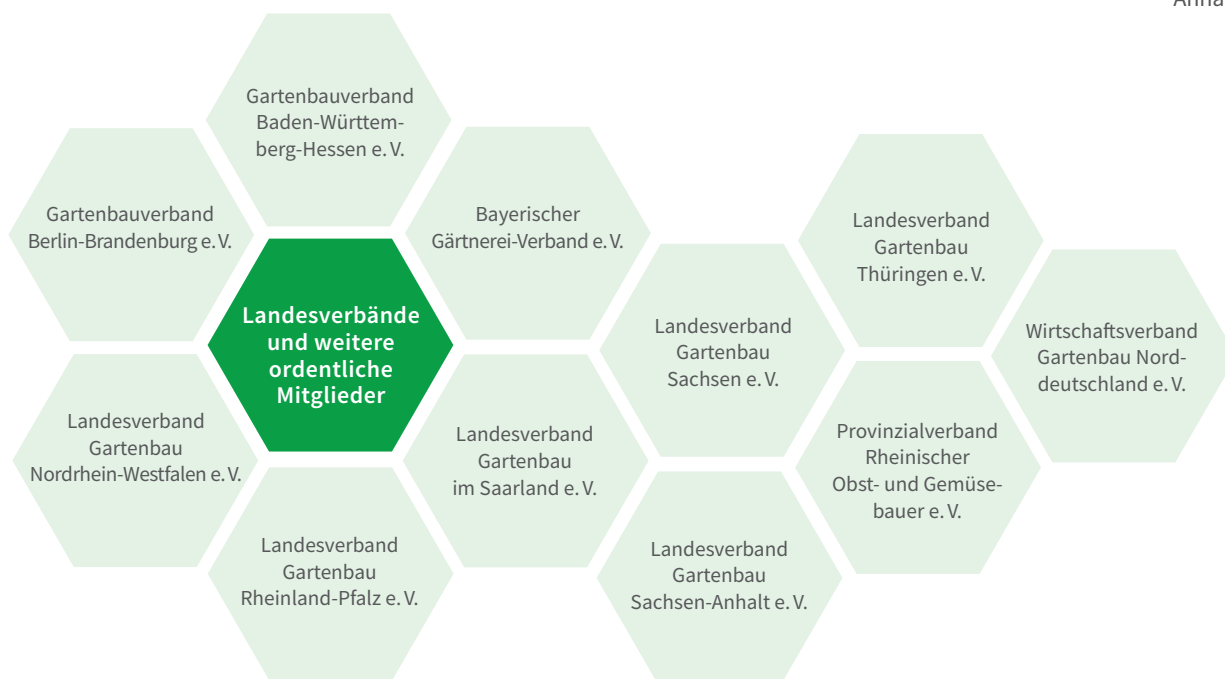 Gartenbauverband
Baden-Württem-
berg-Hessen e. V.
Gartenbauverband
Berlin-Brandenburg e. V.
Bayerischer
Gärtnerei-Verband e. V.
Landesverband
Gartenbau
Thüringen e. V.
Landesverbände
und weitere
ordentliche
Mitglieder
Landesverband
Gartenbau
Sachsen e. V.
Wirtschaftsverband
Gartenbau Nord-
deutschland e. V.
Landesverband
Gartenbau
Nordrhein-Westfalen e. V.
Landesverband
Gartenbau
im Saarland e. V.
Provinzialverband
Rheinischer
Obst- und Gemüse-
bauer e. V.
Landesverband
Gartenbau
Rheinland-Pfalz e. V.
Landesverband
Gartenbau
Sachsen-Anhalt e. V.